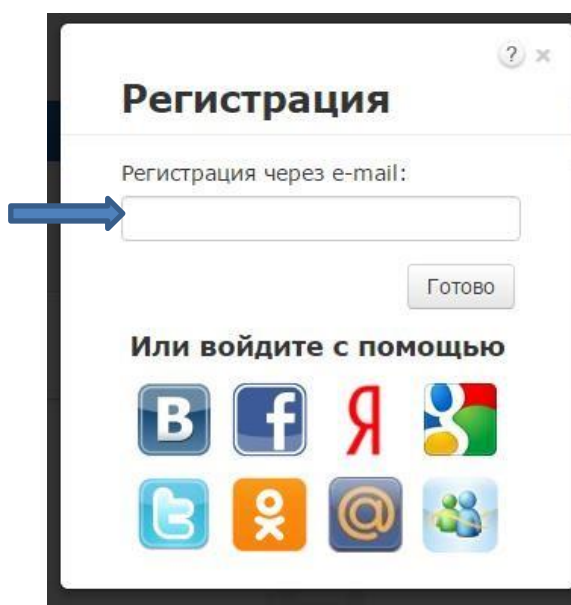 ?
Регистрация
Регистрация через e-mail:
Готово
Или войдите с помощью
В f Я g
t @